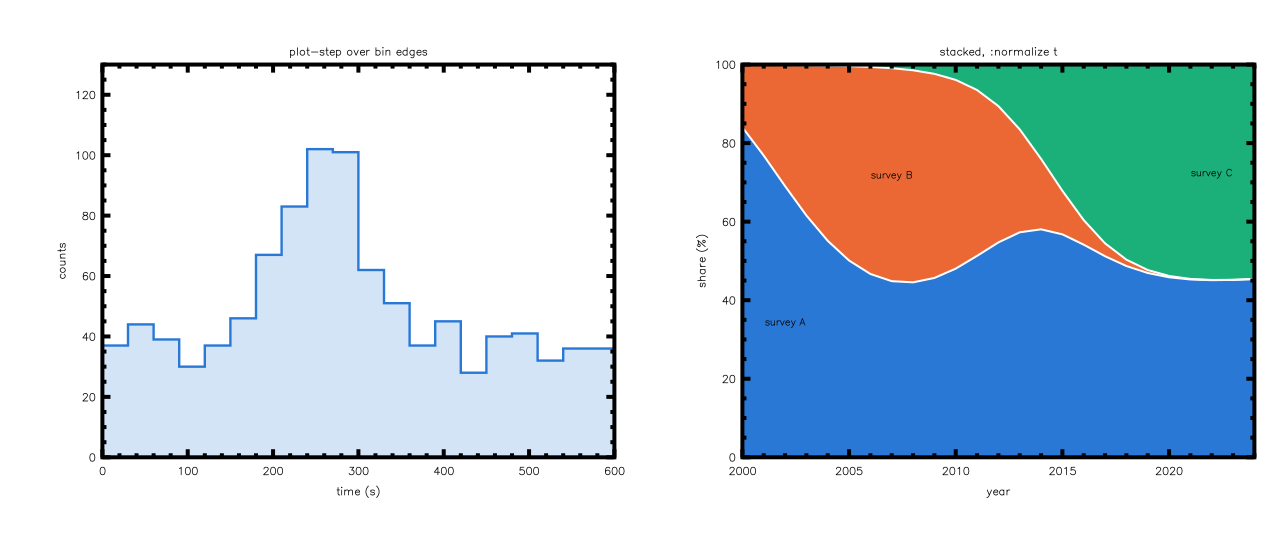 plot-step over bin edges
120
100
80
60
40
20
0
counts
0 100 200 300 400 500 600
time (s)
stacked, :normalize t
100
80
60
40
20
0
share (%)
survey B
survey C
survey A
2000 2005 2010 2015 2020
year